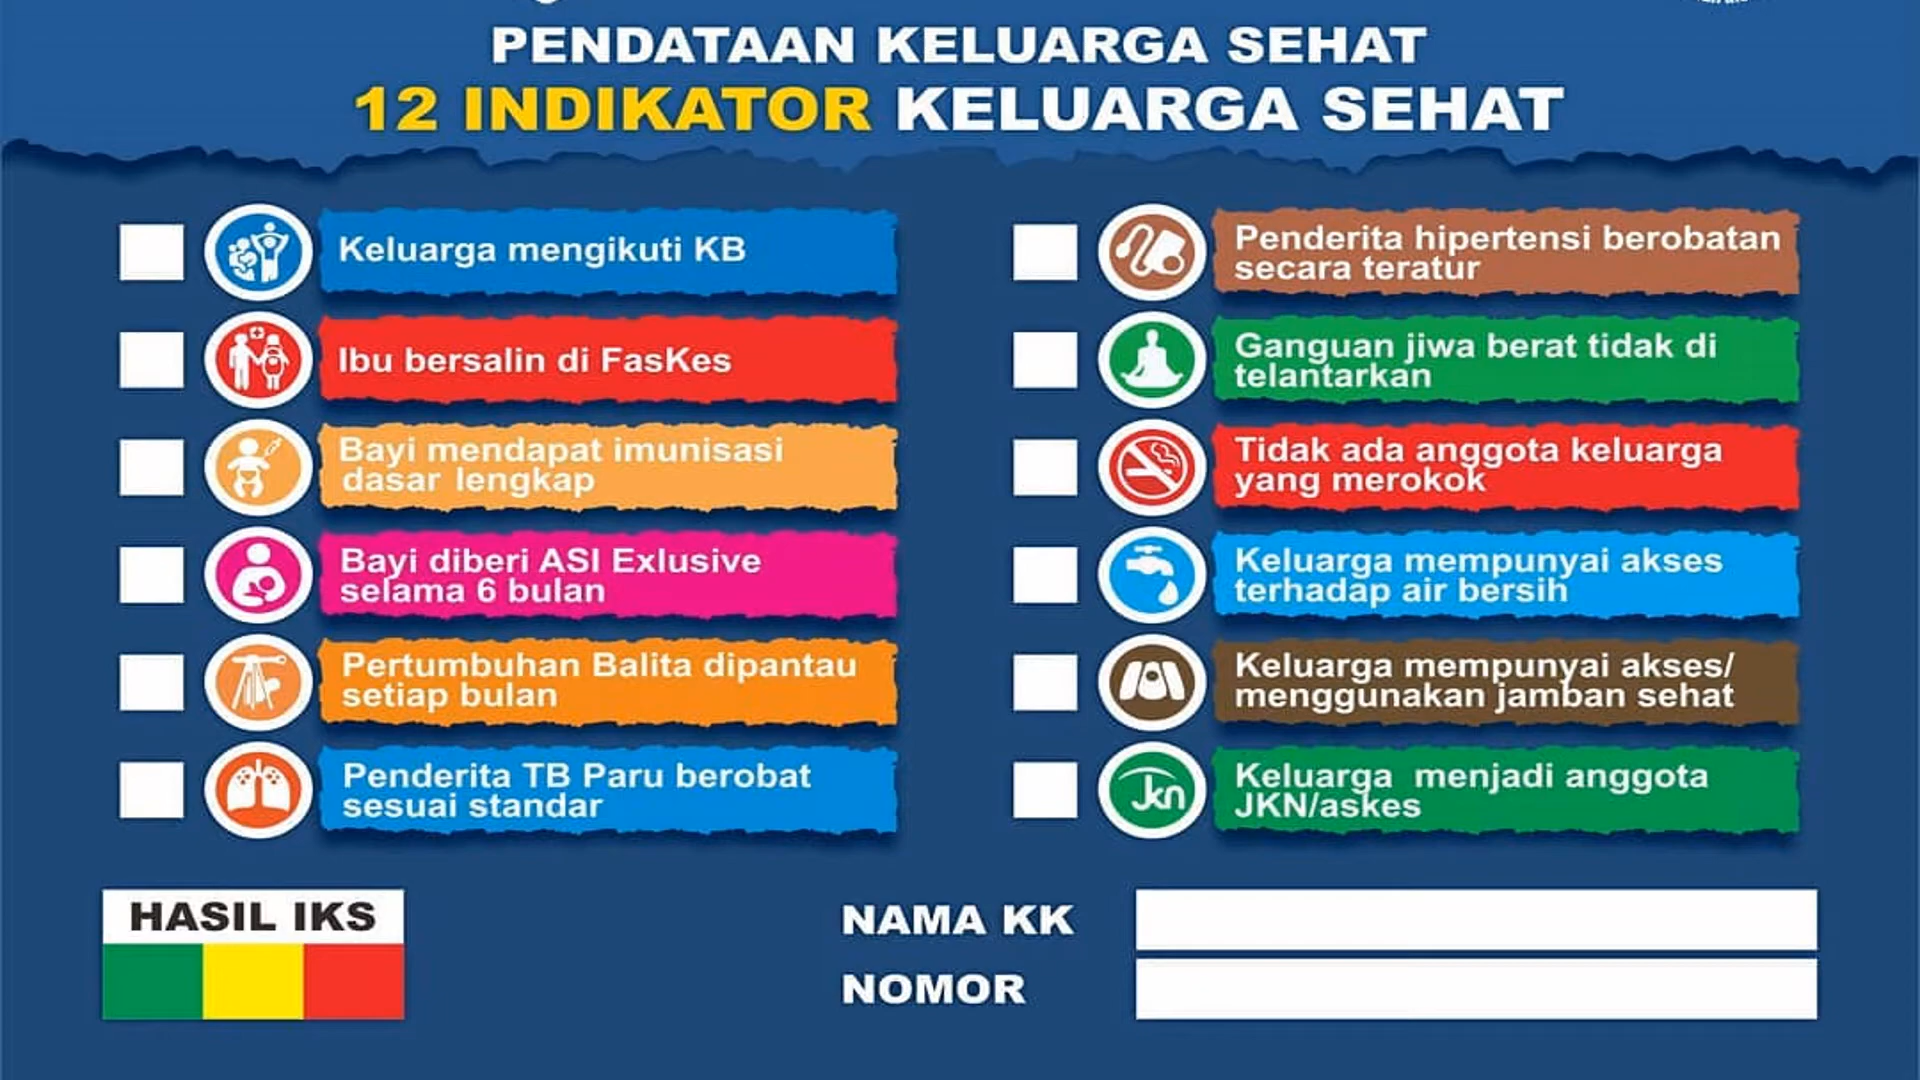 PENDATAAN KELUARGA SEHAT
12 INDIKATOR KELUARGA SEHAT
Keluarga mengikuti KB
Ibu bersalin di FasKes
Bayi mendapat imunisasi
dasar lengkap
Bayi diberi ASI Exlusive
selama 6 bulan
Pertumbuhan Balita dipantau
setiap bulan
Penderita TB Paru berobat
sesuai standar
Penderita hipertensi berobatan
secara teratur
Ganguan jiwa berat tidak di
telantarkan
Tidak ada anggota keluarga
yang merokok
Keluarga mempunyai akses
terhadap air bersih
Keluarga mempunyai akses/
menggunakan jamban sehat
Jkn
Keluarga menjadi anggota
JKN/askes
HASIL IKS
NAMA KK
NOMOR